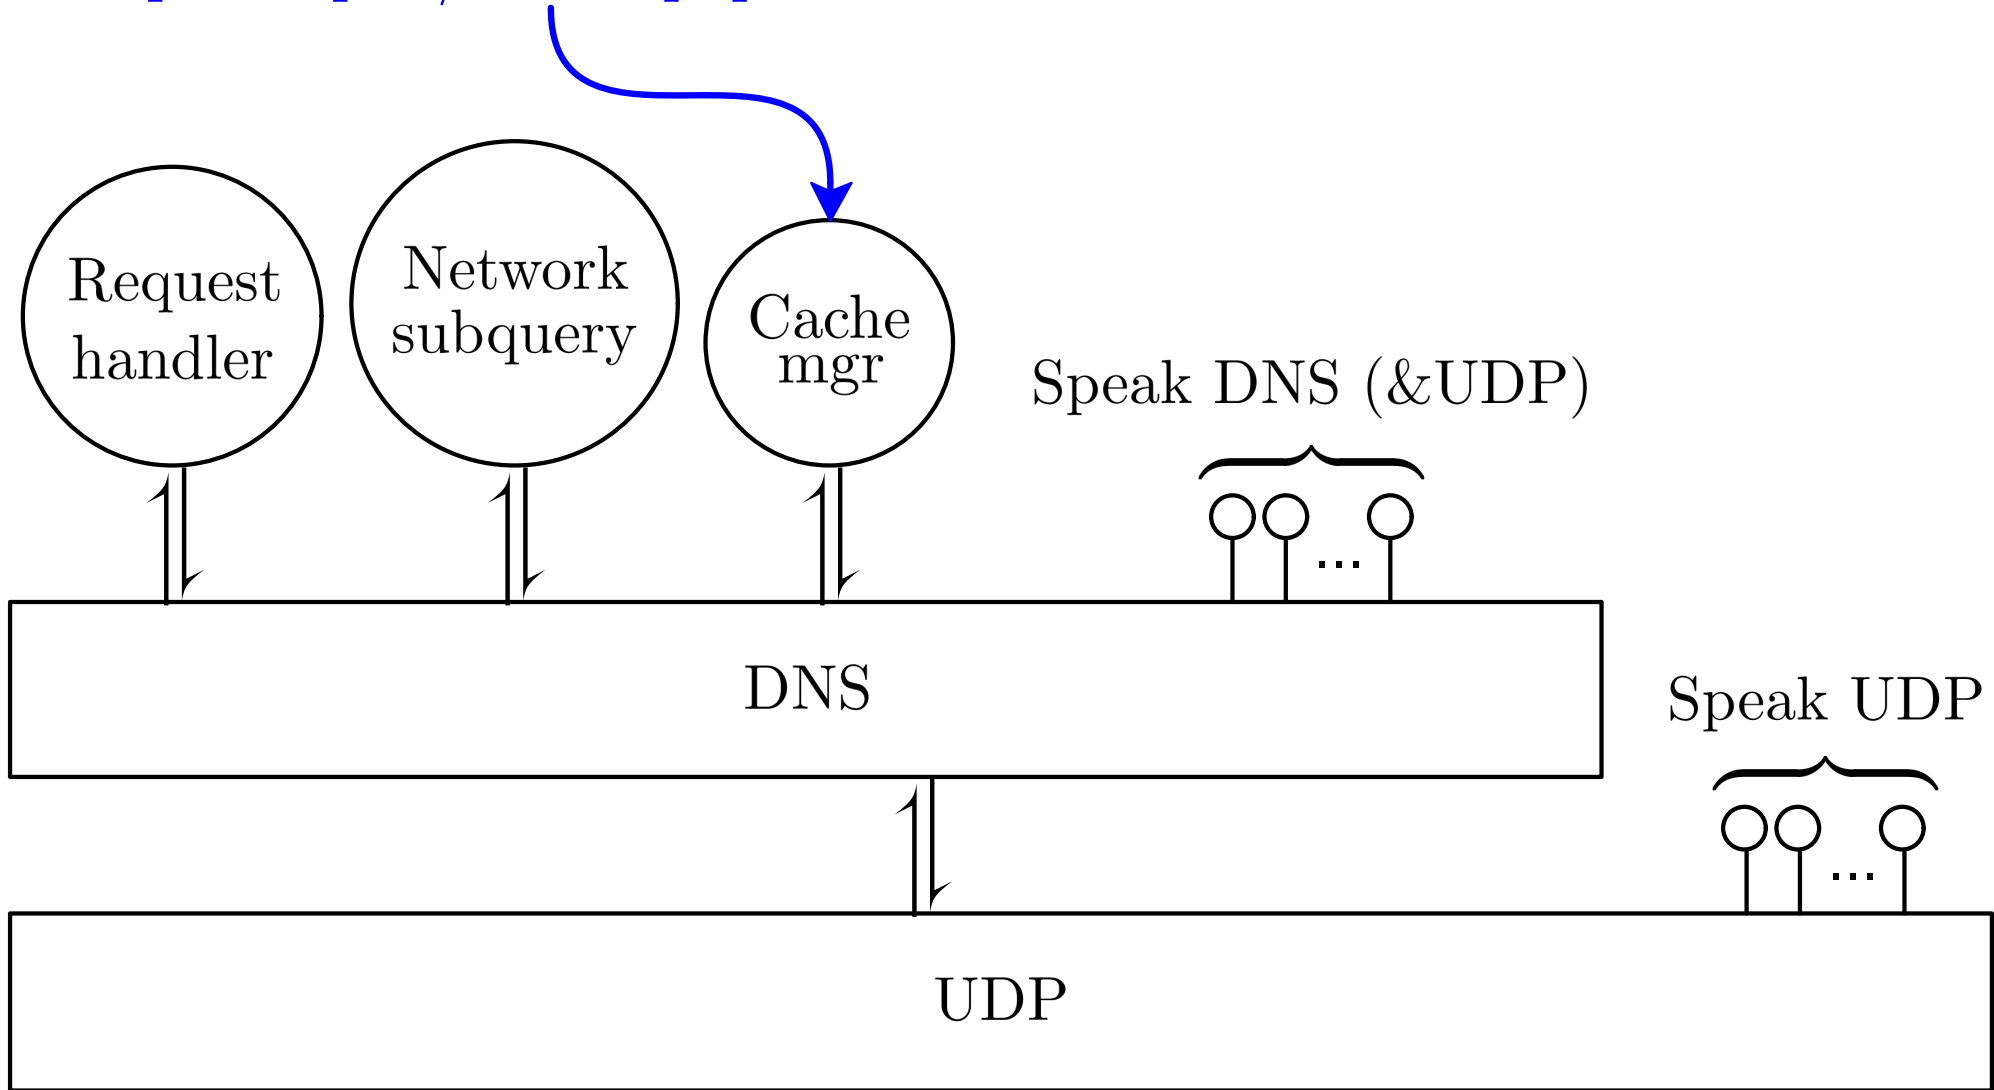 Request
handler
Network
subquery
Cache
mgr
Speak DNS (&UDP)
...
DNS
Speak UDP
...
UDP